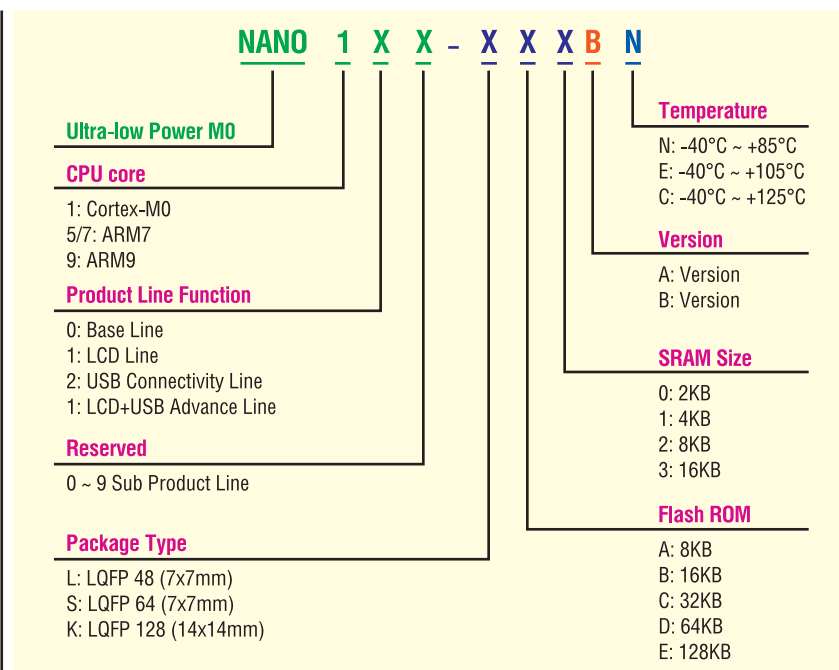 NANO 1 X X - X X X B N
Ultra-low Power M0
CPU core
1: Cortex-M0
5/7: ARM7
9: ARM9
Product Line Function
0: Base Line
1: LCD Line
2: USB Connectivity Line
1: LCD+USB Advance Line
Reserved
0 ~ 9 Sub Product Line
Package Type
L: LQFP 48 (7x7mm)
S: LQFP 64 (7x7mm)
K: LQFP 128 (14x14mm)
Temperature
N: -40°C ~ +85°C
E: -40°C ~ +105°C
C: -40°C ~ +125°C
Version
A: Version
B: Version
SRAM Size
0: 2KB
1: 4KB
2: 8KB
3: 16KB
Flash ROM
A: 8KB
B: 16KB
C: 32KB
D: 64KB
E: 128KB